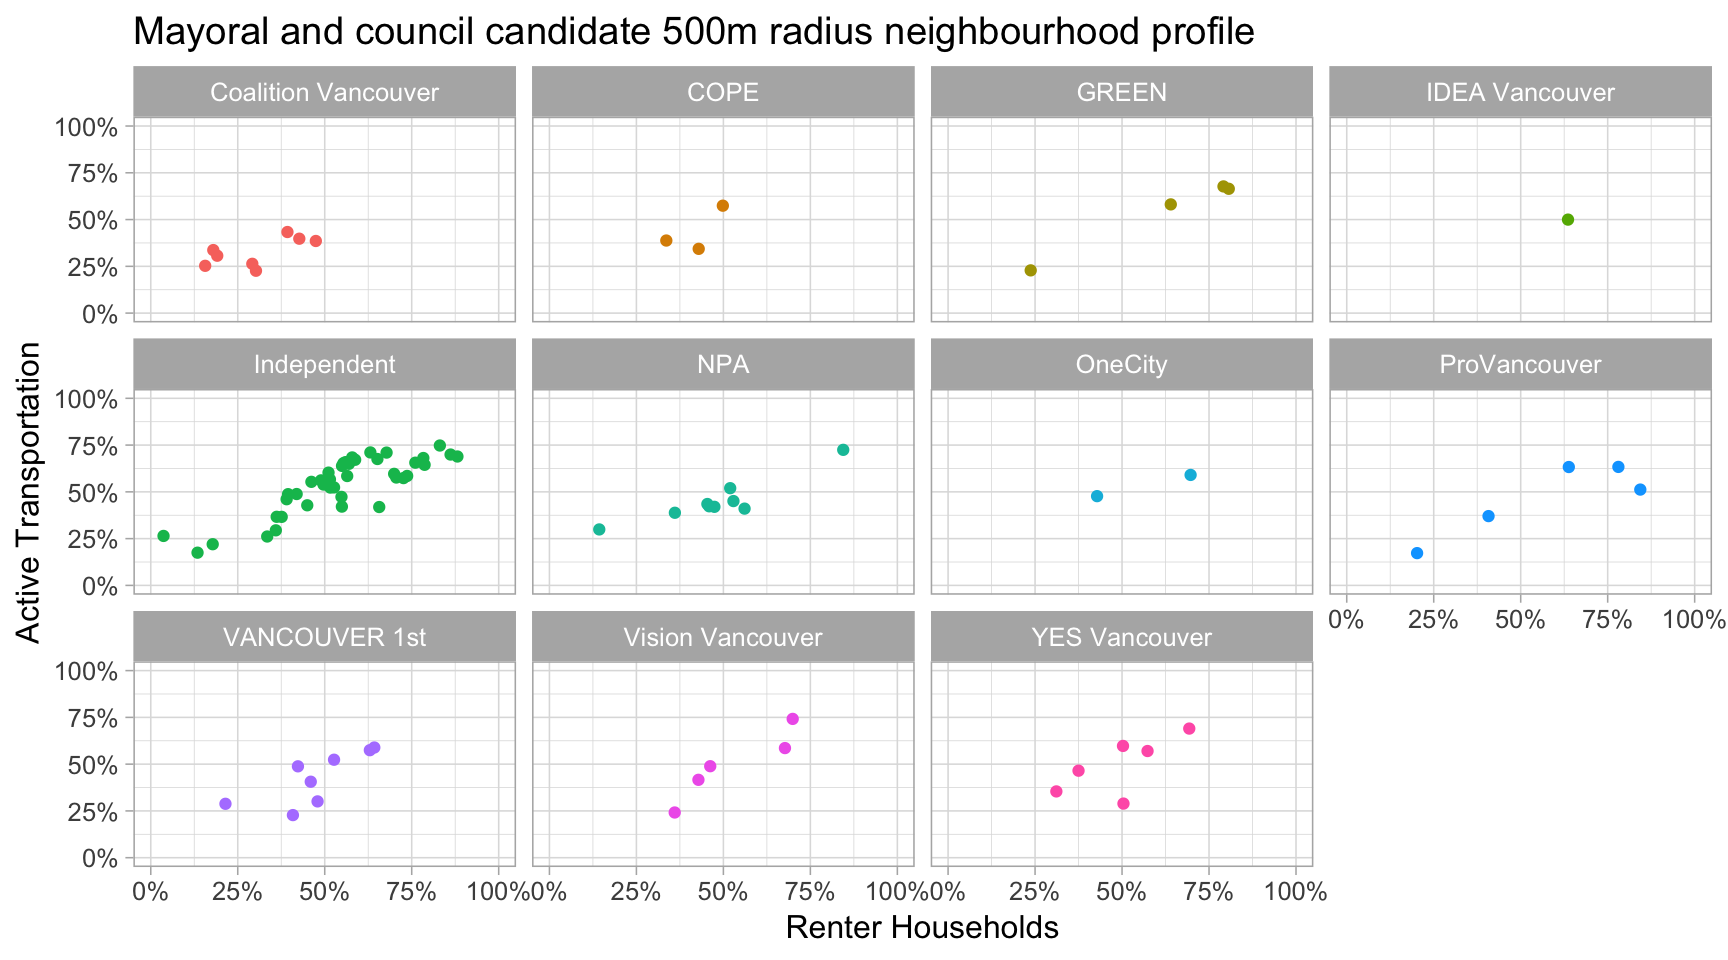 Mayoral and council candidate 500m radius neighbourhood profile
Coalition Vancouver COPE GREEN IDEA Vancouver
100%
75%
50%
25%
0%
Independent NPA OneCity ProVancouver
100%
75%
50%
25%
0%
0% 25% 50% 75% 100%
VANCOUVER 1st Vision Vancouver YES Vancouver
100%
75%
50%
25%
0%
0% 25% 50% 75% 100% 0% 25% 50% 75% 100% 0% 25% 50% 75% 100%
Renter Households
Active Transportation